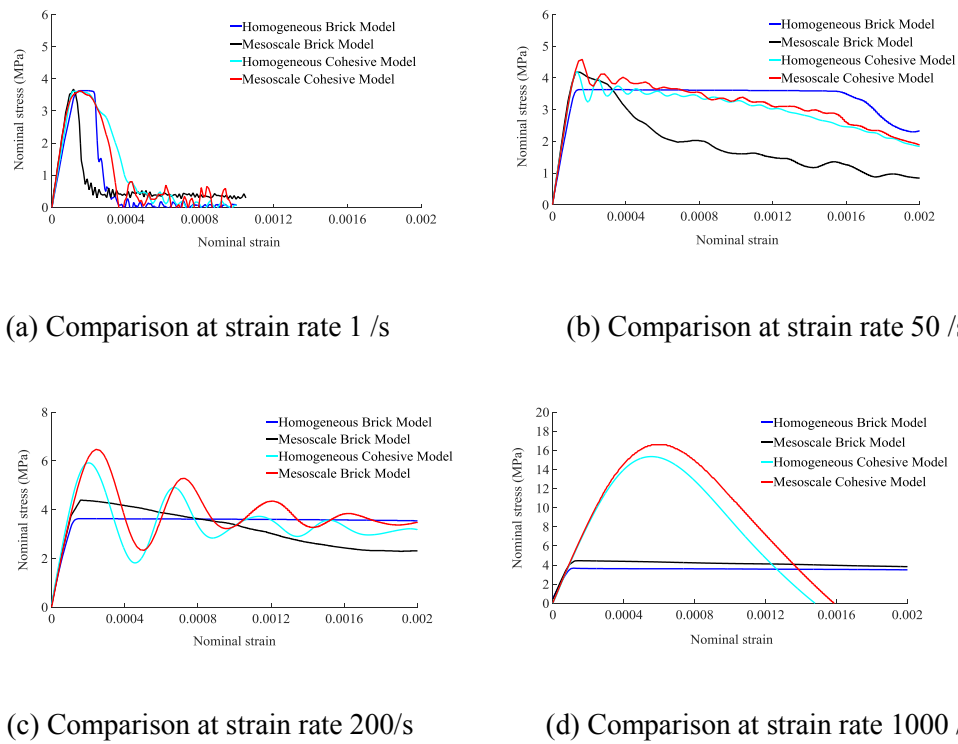 6
5
4
3
2
1
0
Nominal stress (MPa)
Homogeneous Brick Model
Mesoscale Brick Model
Homogeneous Cohesive Model
Mesoscale Cohesive Model
0 0.0004 0.0008 0.0012 0.0016 0.002
Nominal strain
(a) Comparison at strain rate 1 /s
6
5
4
3
2
1
0
Nominal stress (MPa)
Homogeneous Brick Model
Mesoscale Brick Model
Homogeneous Cohesive Model
Mesoscale Cohesive Model
0 0.0004 0.0008 0.0012 0.0016 0.002
Nominal strain
(b) Comparison at strain rate 50 /s
8
6
4
2
0
Nominal stress (MPa)
Homogeneous Brick Model
Mesoscale Brick Model
Homogeneous Cohesive Model
Mesoscale Brick Model
0 0.0004 0.0008 0.0012 0.0016 0.002
Nominal strain
(c) Comparison at strain rate 200/s
20
18
16
14
12
10
8
6
4
2
0
Nominal stress (MPa)
Homogeneous Brick Model
Mesoscale Brick Model
Homogeneous Cohesive Model
Mesoscale Cohesive Model
0 0.0004 0.0008 0.0012 0.0016 0.002
Nominal strain
(d) Comparison at strain rate 1000 /